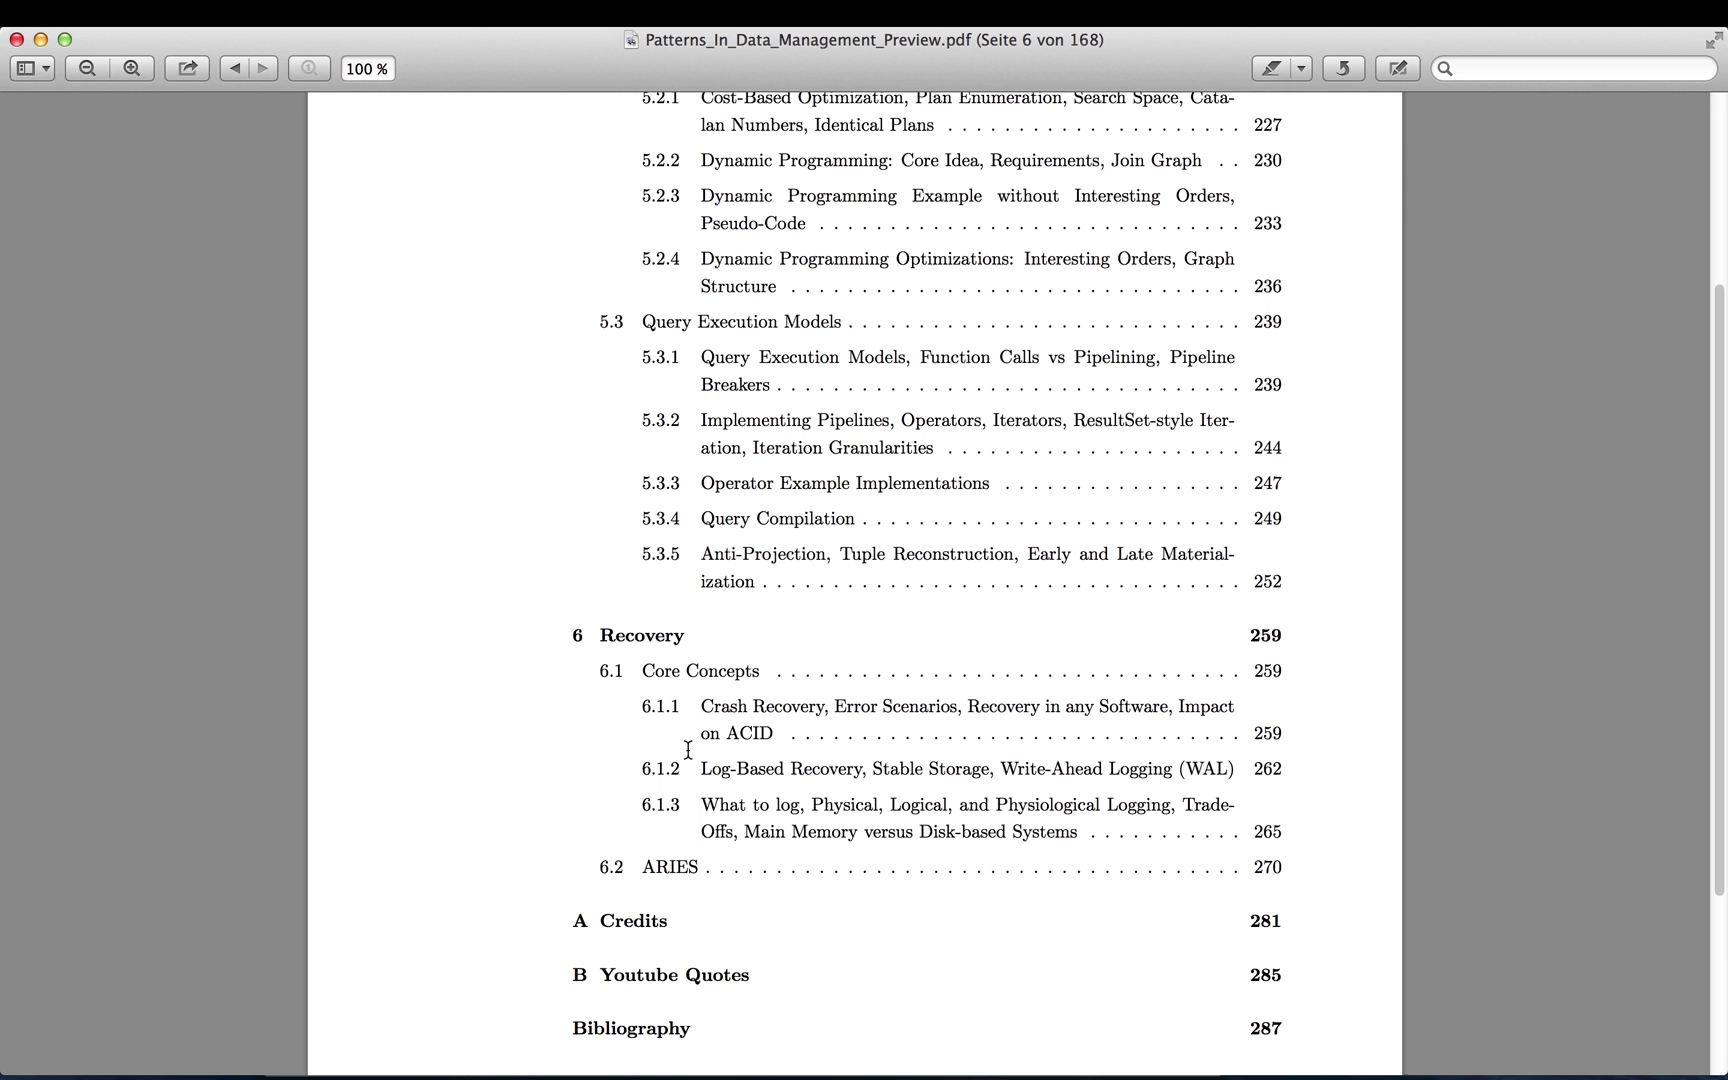 Patterns_In_Data_Management_Preview.pdf (Seite 6 von 168)
100 %
5.2.1 Cost-Based Optimization, Plan Enumeration, Search Space, Cata-
lan Numbers, Identical Plans . . . . . . . . . . . . . . . . . . . . . 227
5.2.2 Dynamic Programming: Core Idea, Requirements, Join Graph . . 230
5.2.3 Dynamic Programming Example without Interesting Orders,
Pseudo-Code . . . . . . . . . . . . . . . . . . . . . . . . . . . . . . 233
5.2.4 Dynamic Programming Optimizations: Interesting Orders, Graph
Structure . . . . . . . . . . . . . . . . . . . . . . . . . . . . . . . . 236
5.3 Query Execution Models . . . . . . . . . . . . . . . . . . . . . . . . . . . . 239
5.3.1 Query Execution Models, Function Calls vs Pipelining, Pipeline
Breakers . . . . . . . . . . . . . . . . . . . . . . . . . . . . . . . . . 239
5.3.2 Implementing Pipelines, Operators, Iterators, ResultSet-style Iter-
ation, Iteration Granularities . . . . . . . . . . . . . . . . . . . . . 244
5.3.3 Operator Example Implementations . . . . . . . . . . . . . . . . . 247
5.3.4 Query Compilation . . . . . . . . . . . . . . . . . . . . . . . . . . . 249
5.3.5 Anti-Projection, Tuple Reconstruction, Early and Late Material-
ization . . . . . . . . . . . . . . . . . . . . . . . . . . . . . . . . . . 252
6 Recovery 259
6.1 Core Concepts . . . . . . . . . . . . . . . . . . . . . . . . . . . . . . . . . 259
6.1.1 Crash Recovery, Error Scenarios, Recovery in any Software, Impact
on ACID . . . . . . . . . . . . . . . . . . . . . . . . . . . . . . . . 259
6.1.2 Log-Based Recovery, Stable Storage, Write-Ahead Logging (WAL) 262
6.1.3 What to log, Physical, Logical, and Physiological Logging, Trade-
Offs, Main Memory versus Disk-based Systems . . . . . . . . . . . 265
6.2 ARIES . . . . . . . . . . . . . . . . . . . . . . . . . . . . . . . . . . . . . . 270
A Credits 281
B Youtube Quotes 285
Bibliography 287